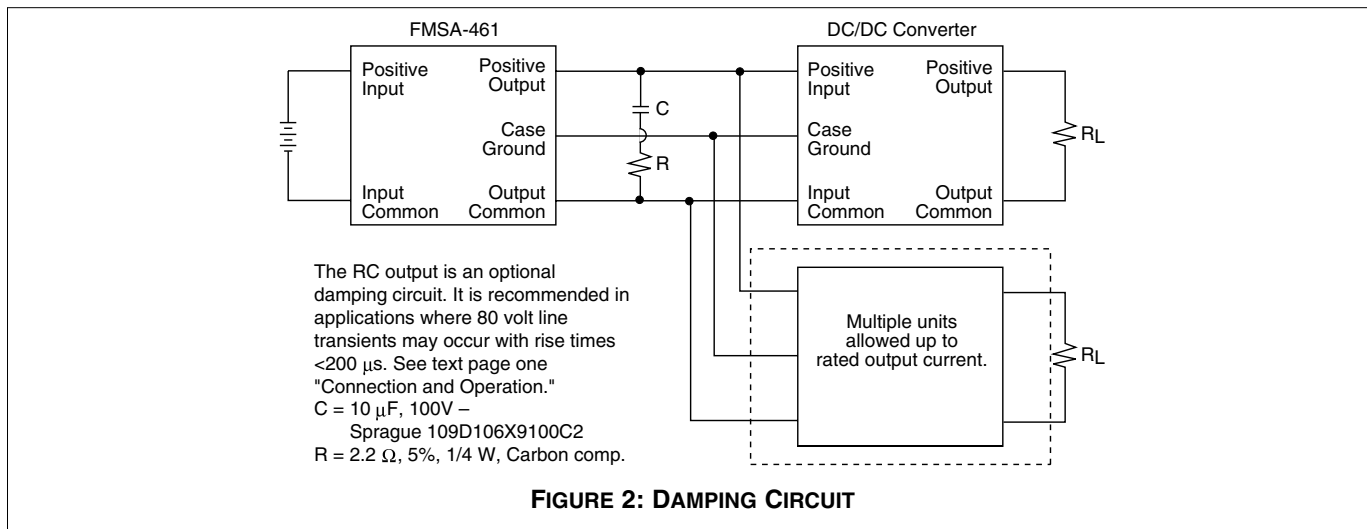 FMSA-461
DC/DC Converter
Positive
Input
Positive
Output
Case
Ground
Input
Common
Output
Common
C
R
Positive
Input
Positive
Output
Case
Ground
Input
Common
Output
Common
RL
The RC output is an optional
damping circuit. It is recommended in
applications where 80 volt line
transients may occur with rise times
<200 μs. See text page one
"Connection and Operation."
C = 10 μF, 100V –
Sprague 109D106X9100C2
R = 2.2 Ω, 5%, 1/4 W, Carbon comp.
Multiple units
allowed up to
rated output current.
RL
FIGURE 2: DAMPING CIRCUIT